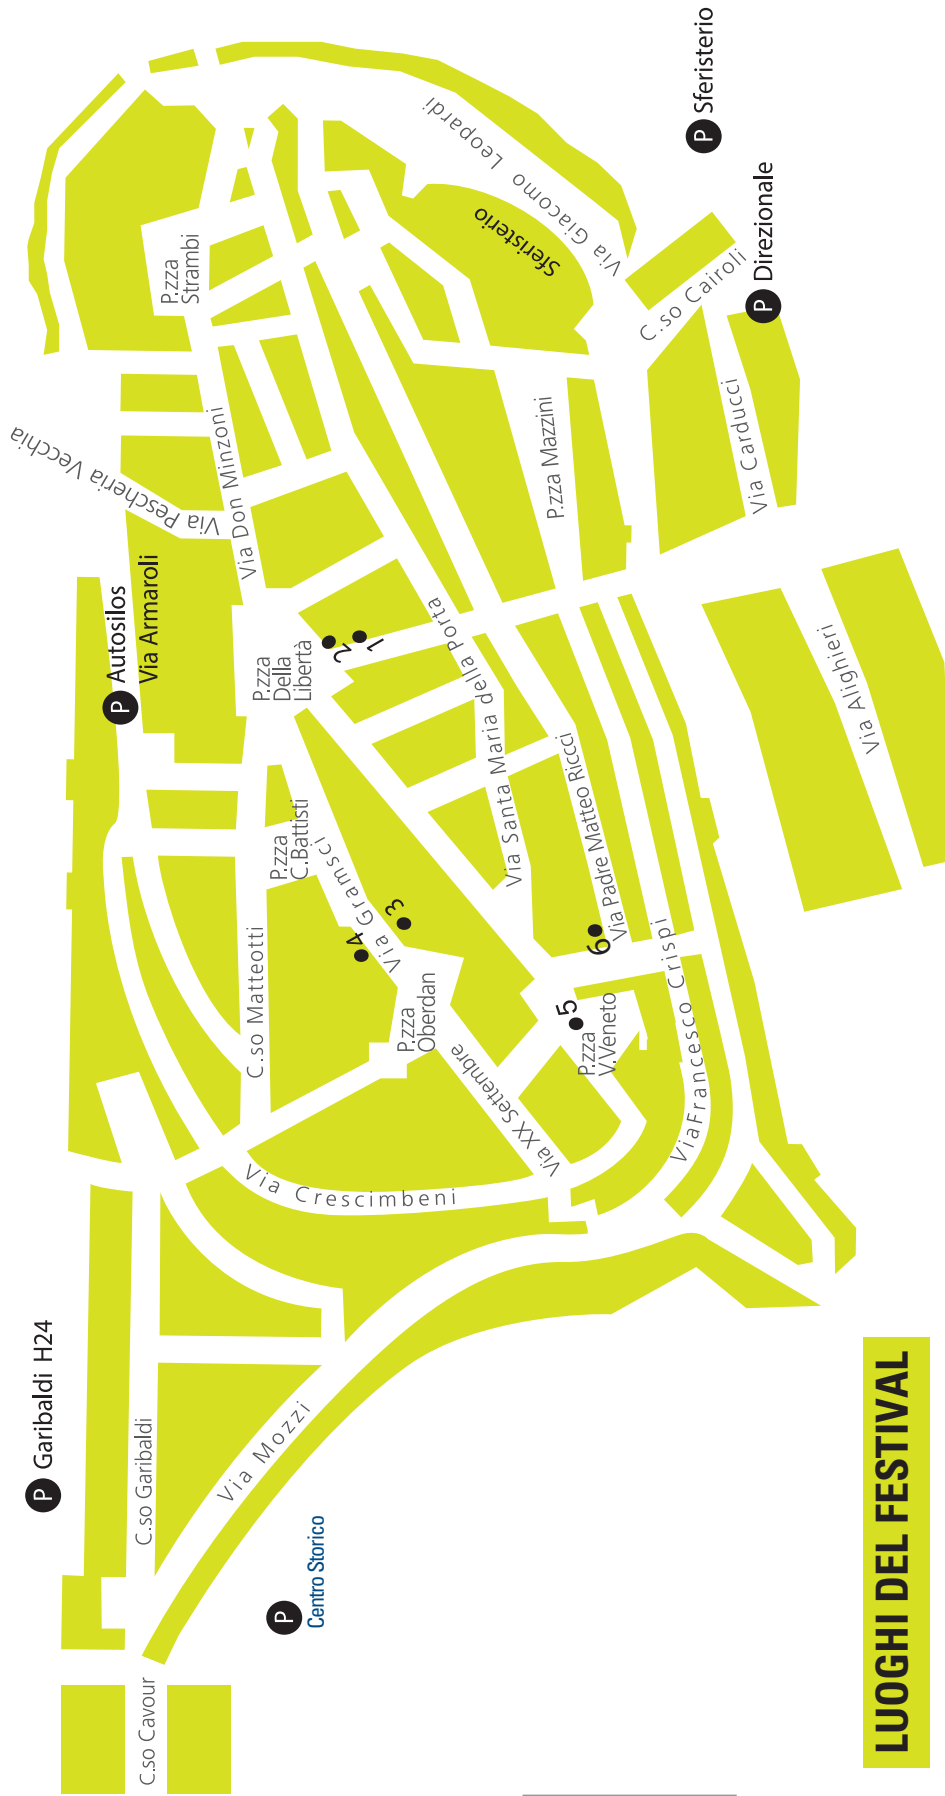 LUOGHI DEL FESTIVAL
P Garibaldi H24
P Autosilos
Via Armaroli
P Centro Storico
P Sferisterio
P Direzionale
C.so Cavour
C.so Garibaldi
Via Mozzi
Via Crescimbeni
C.so Matteotti
P.zza
C.Battisti
Via Gramsci
P.zza
Oberdan
Via XX Settembre
P.zza
V.Veneto
ViaFrancesco Crispi
Via Padre Matteo Riccci
Via Santa Maria della Porta
P.zza
Della
Libertà
Via Don Minzoni
Via Pescheria Vecchia
P.zza
Strambi
Sferisterio
Via Giacomo Leopardi
C.so Cairoli
P.zza Mazzini
Via Carducci
Via Alighieri
1
2
3
4
5
6